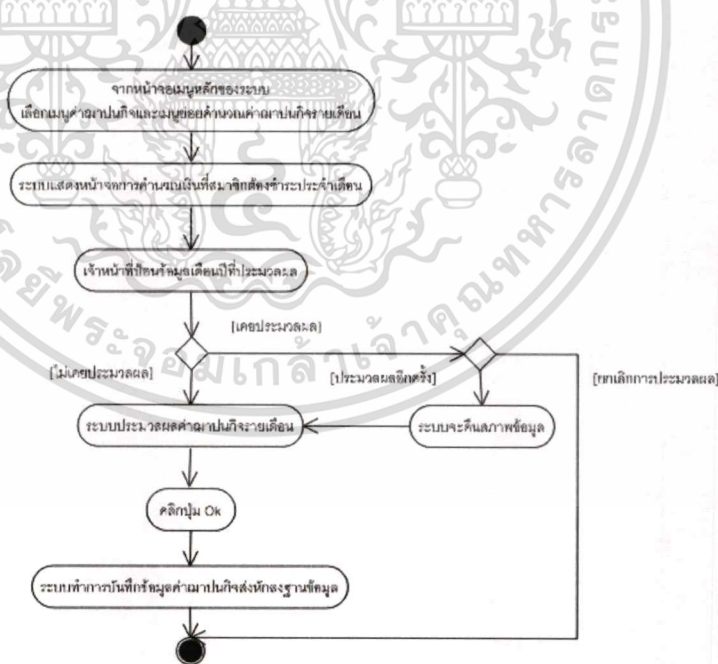 จากหน้าจอเมนูหลักของระบบ
เลือกเมนูค่าฌาปนกิจและเมนูย่อยคำนวณค่าฌาปนกิจรายเดือน
ระบบแสดงหน้าจอการคำนวณเงินที่สมาชิกต้องชำระประจำเดือน
เจ้าหน้าที่ป้อนข้อมูลเดือนปีที่ประมวลผล
[เคยประมวลผล]
[ไม่เคยประมวลผล]
[ประมวลผลอีกครั้ง]
[ยกเลิกการประมวลผล]
ระบบประมวลผลค่าฌาปนกิจรายเดือน
ระบบจะคืนสภาพข้อมูล
คลิกปุ่ม Ok
ระบบทำการบันทึกข้อมูลค่าฌาปนกิจส่งหักลงฐานข้อมูล